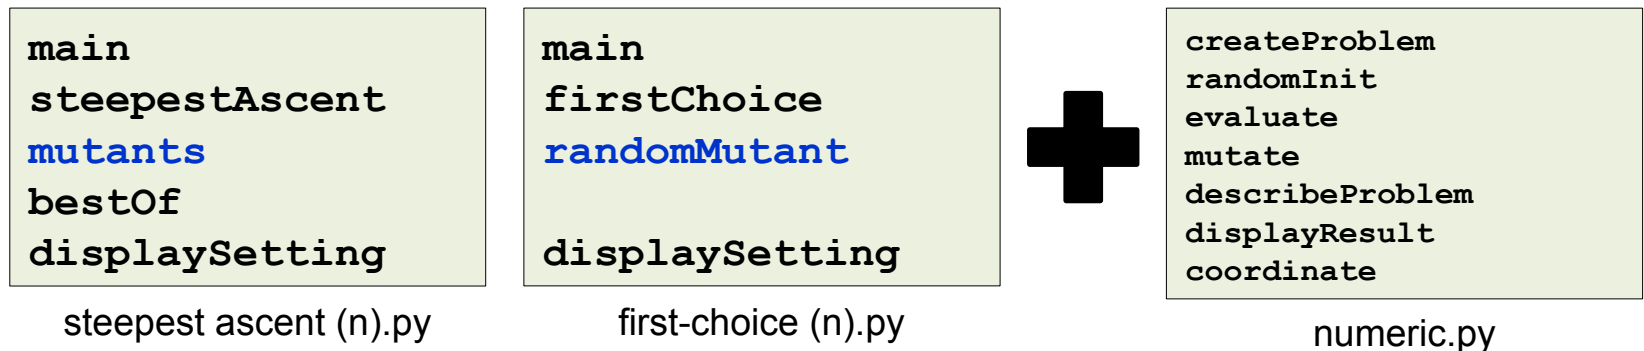 main
steepestAscent
mutants
bestOf
displaySetting
steepest ascent (n).py
main
firstChoice
randomMutant
displaySetting
first-choice (n).py
createProblem
randomInit
evaluate
mutate
describeProblem
displayResult
coordinate
numeric.py